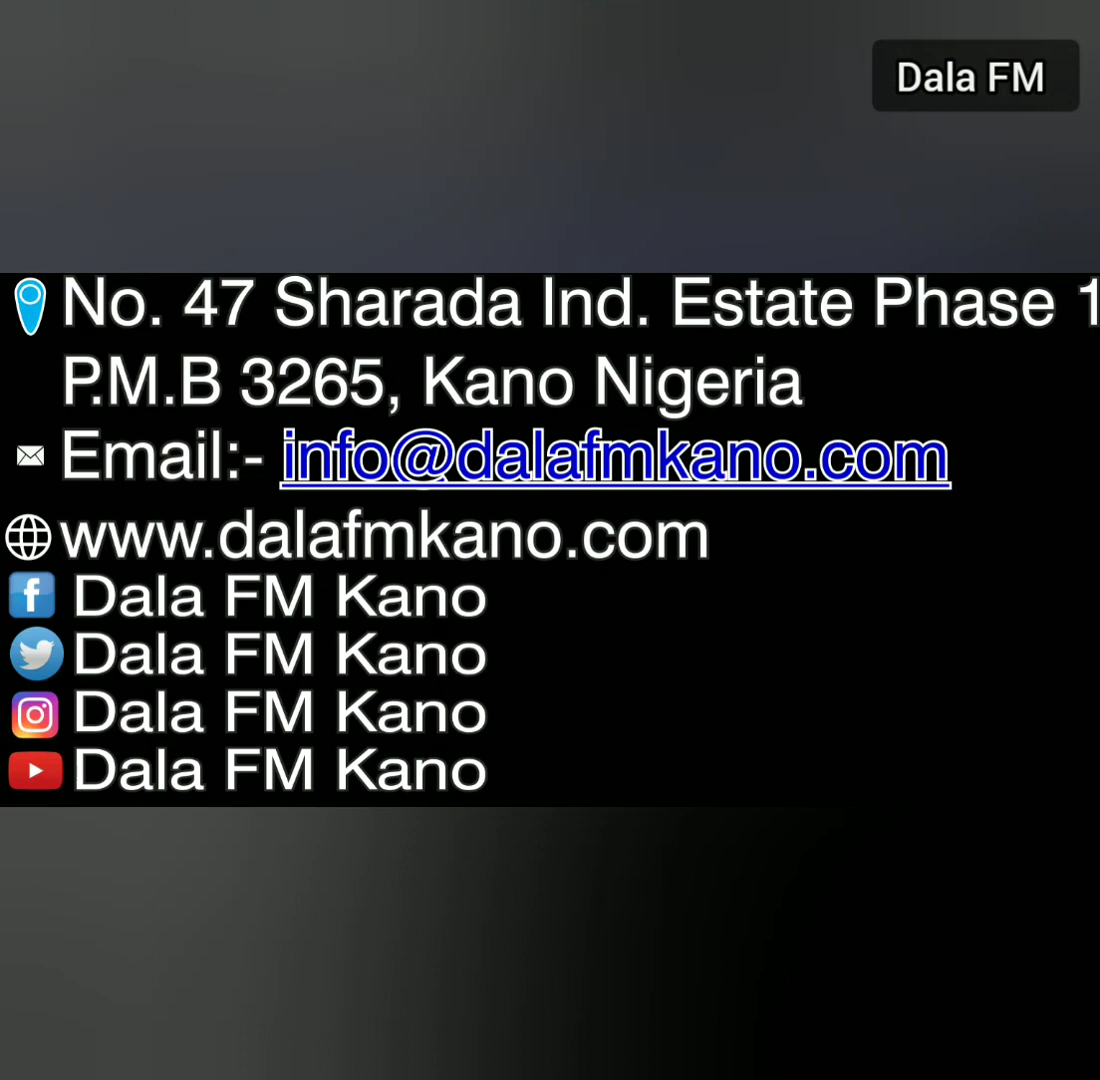 Dala FM
No. 47 Sharada Ind. Estate Phase 1
P.M.B 3265, Kano Nigeria
Email:- info@dalafmkano.com
www.dalafmkano.com
Dala FM Kano
Dala FM Kano
Dala FM Kano
Dala FM Kano